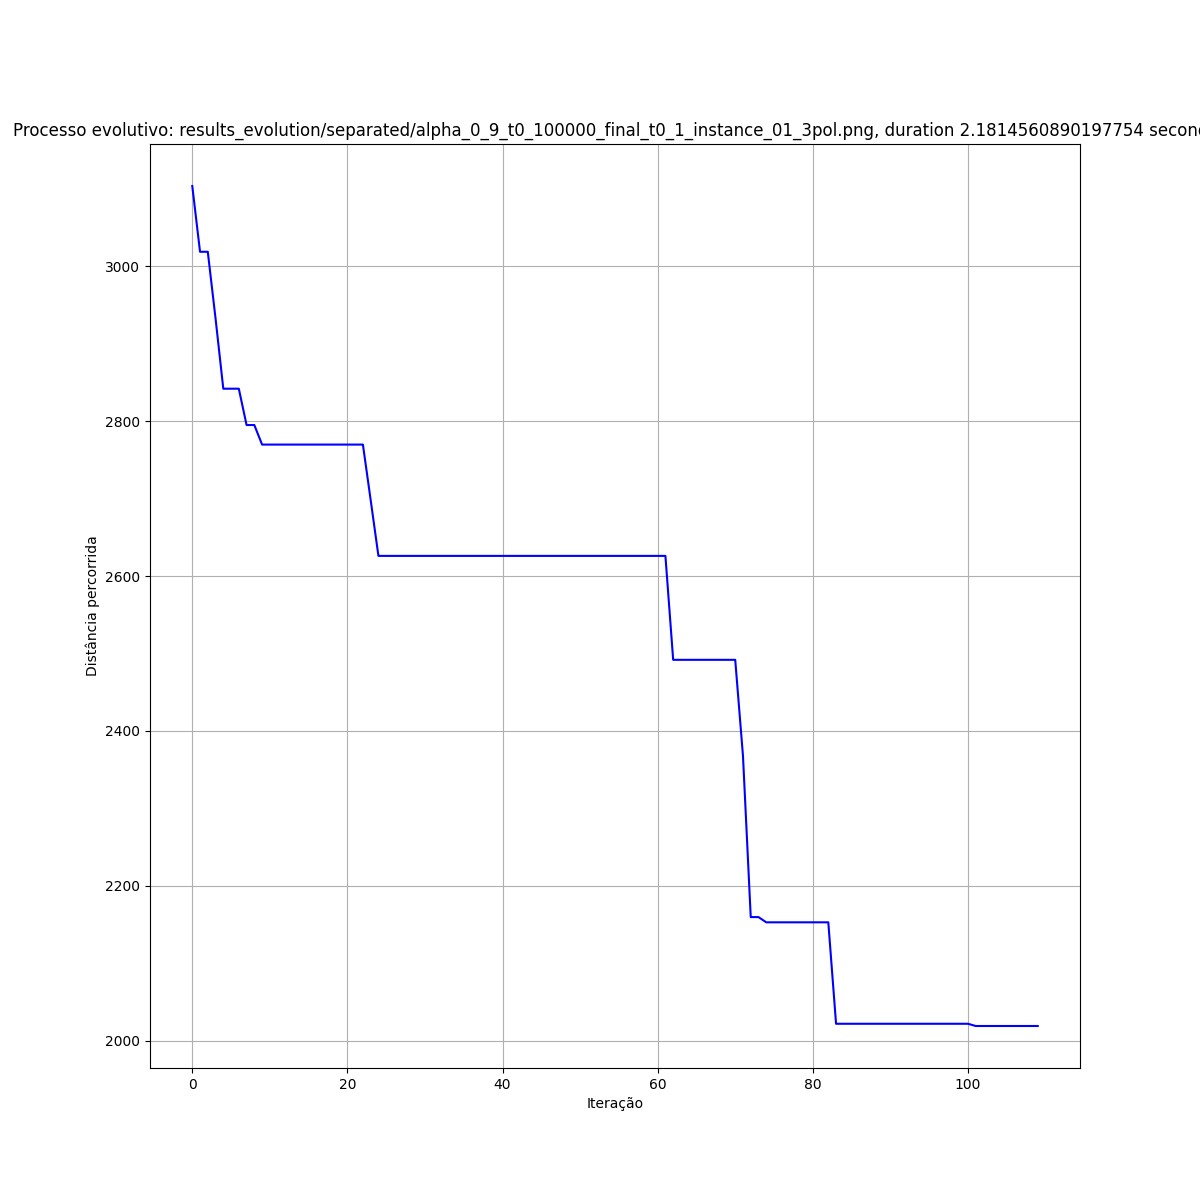 Processo evolutivo: results_evolution/separated/alpha_0_9_t0_100000_final_t0_1_instance_01_3pol.png, duration 2.1814560890197754
3000
2800
2600
2400
2200
2000
Distância percorrida
0 20 40 60 80 100
Iteração